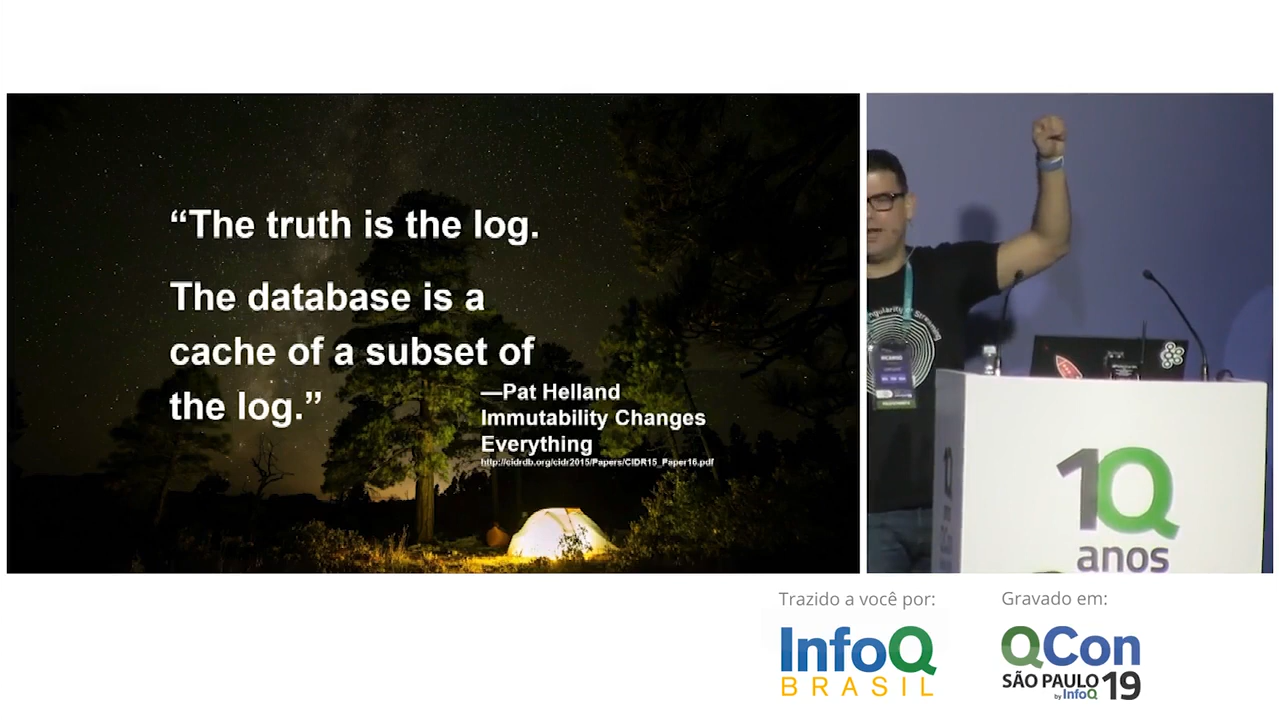 “The truth is the log.
The database is a
cache of a subset of
the log.”
—Pat Helland
Immutability Changes
Everything
http://cidrdb.org/cidr2015/Papers/CIDR15_Paper16.pdf
Streaming
10
anos
Trazido a você por:
InfoQ
BRASIL
Gravado em:
QCon
SÃO PAULO 19
by InfoQ